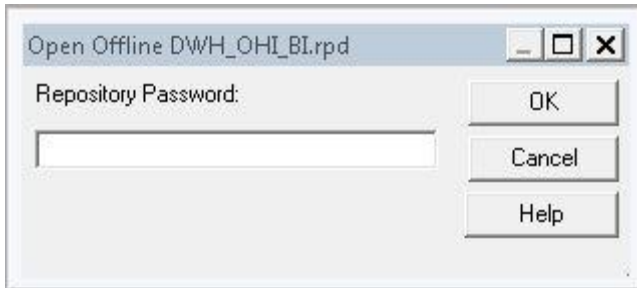 Open Offline DWH_OHI_BI.rpd
Repository Password:
OK
Cancel
Help